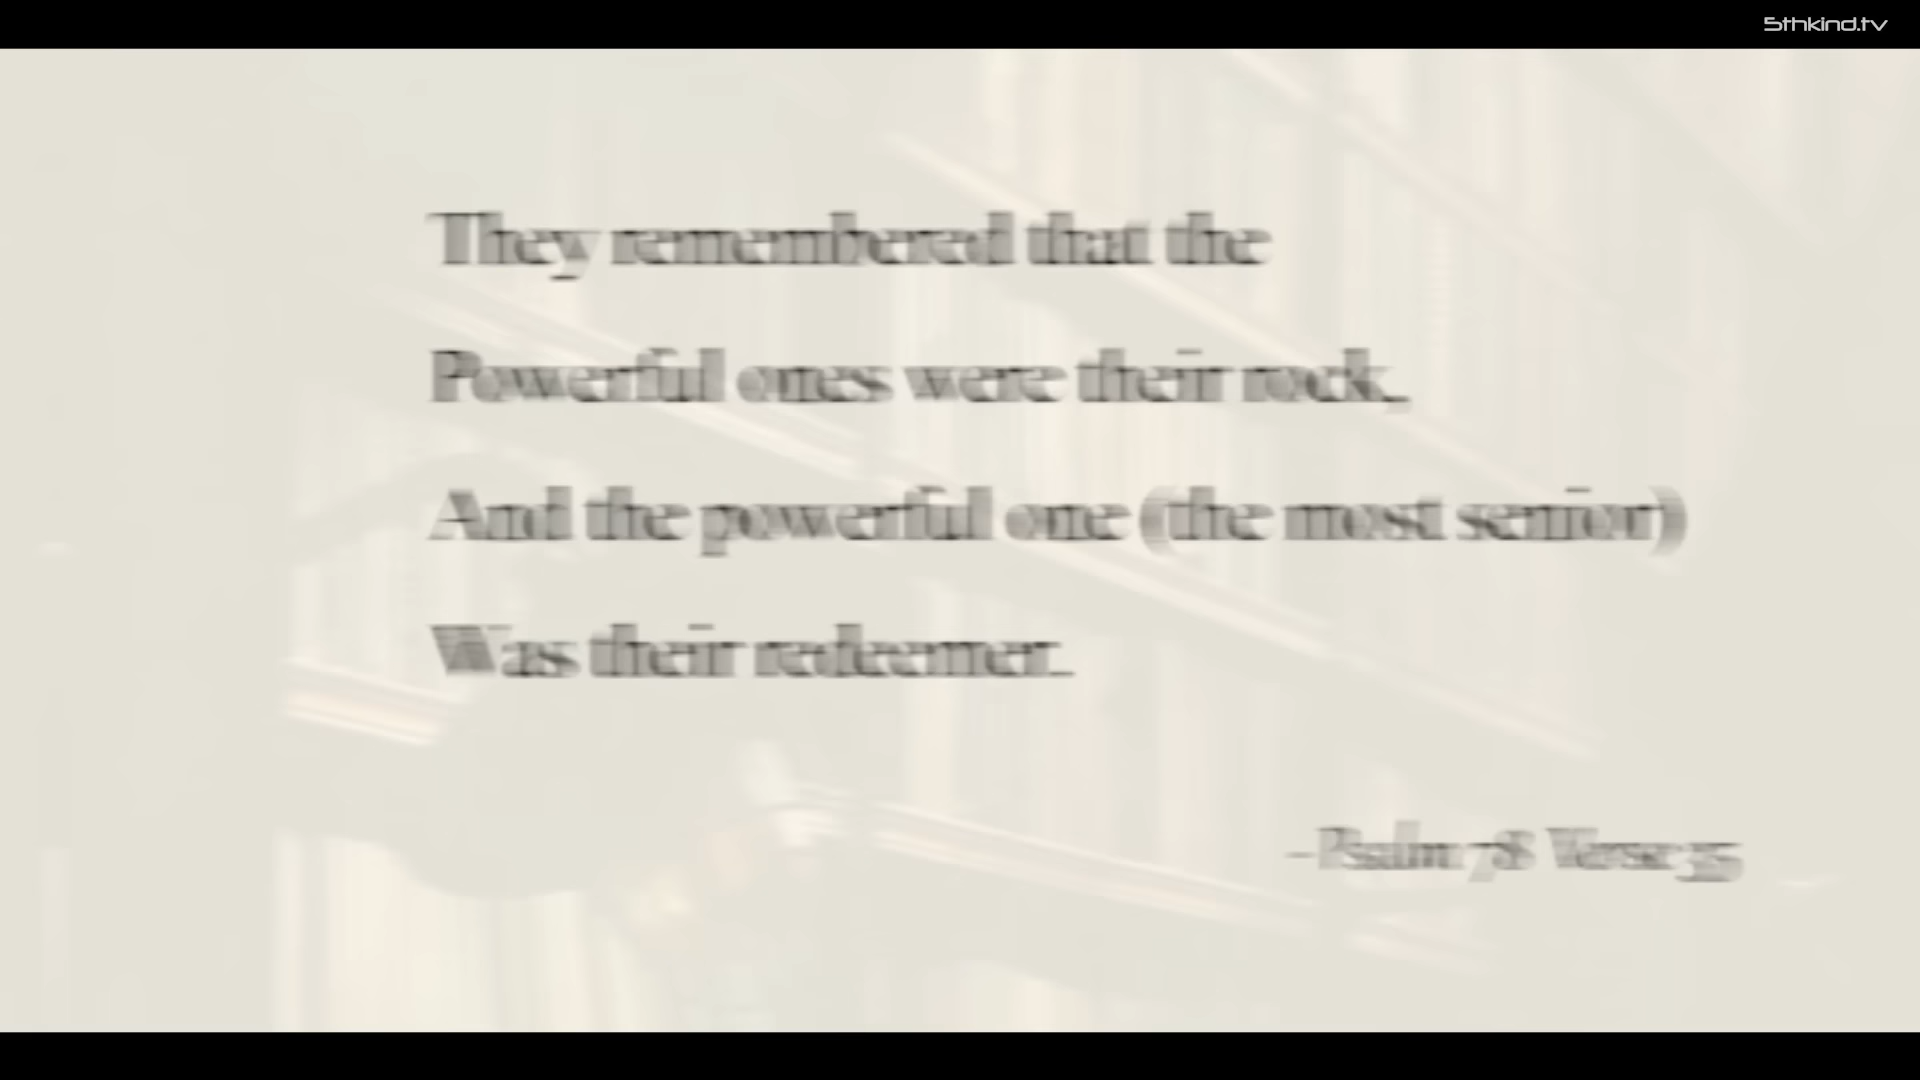 5thkind.tv
They remembered that the
Powerful ones were their rock,
And the powerful one (the most senior)
Was their redeemer.
-Psalm 78 Verse 35